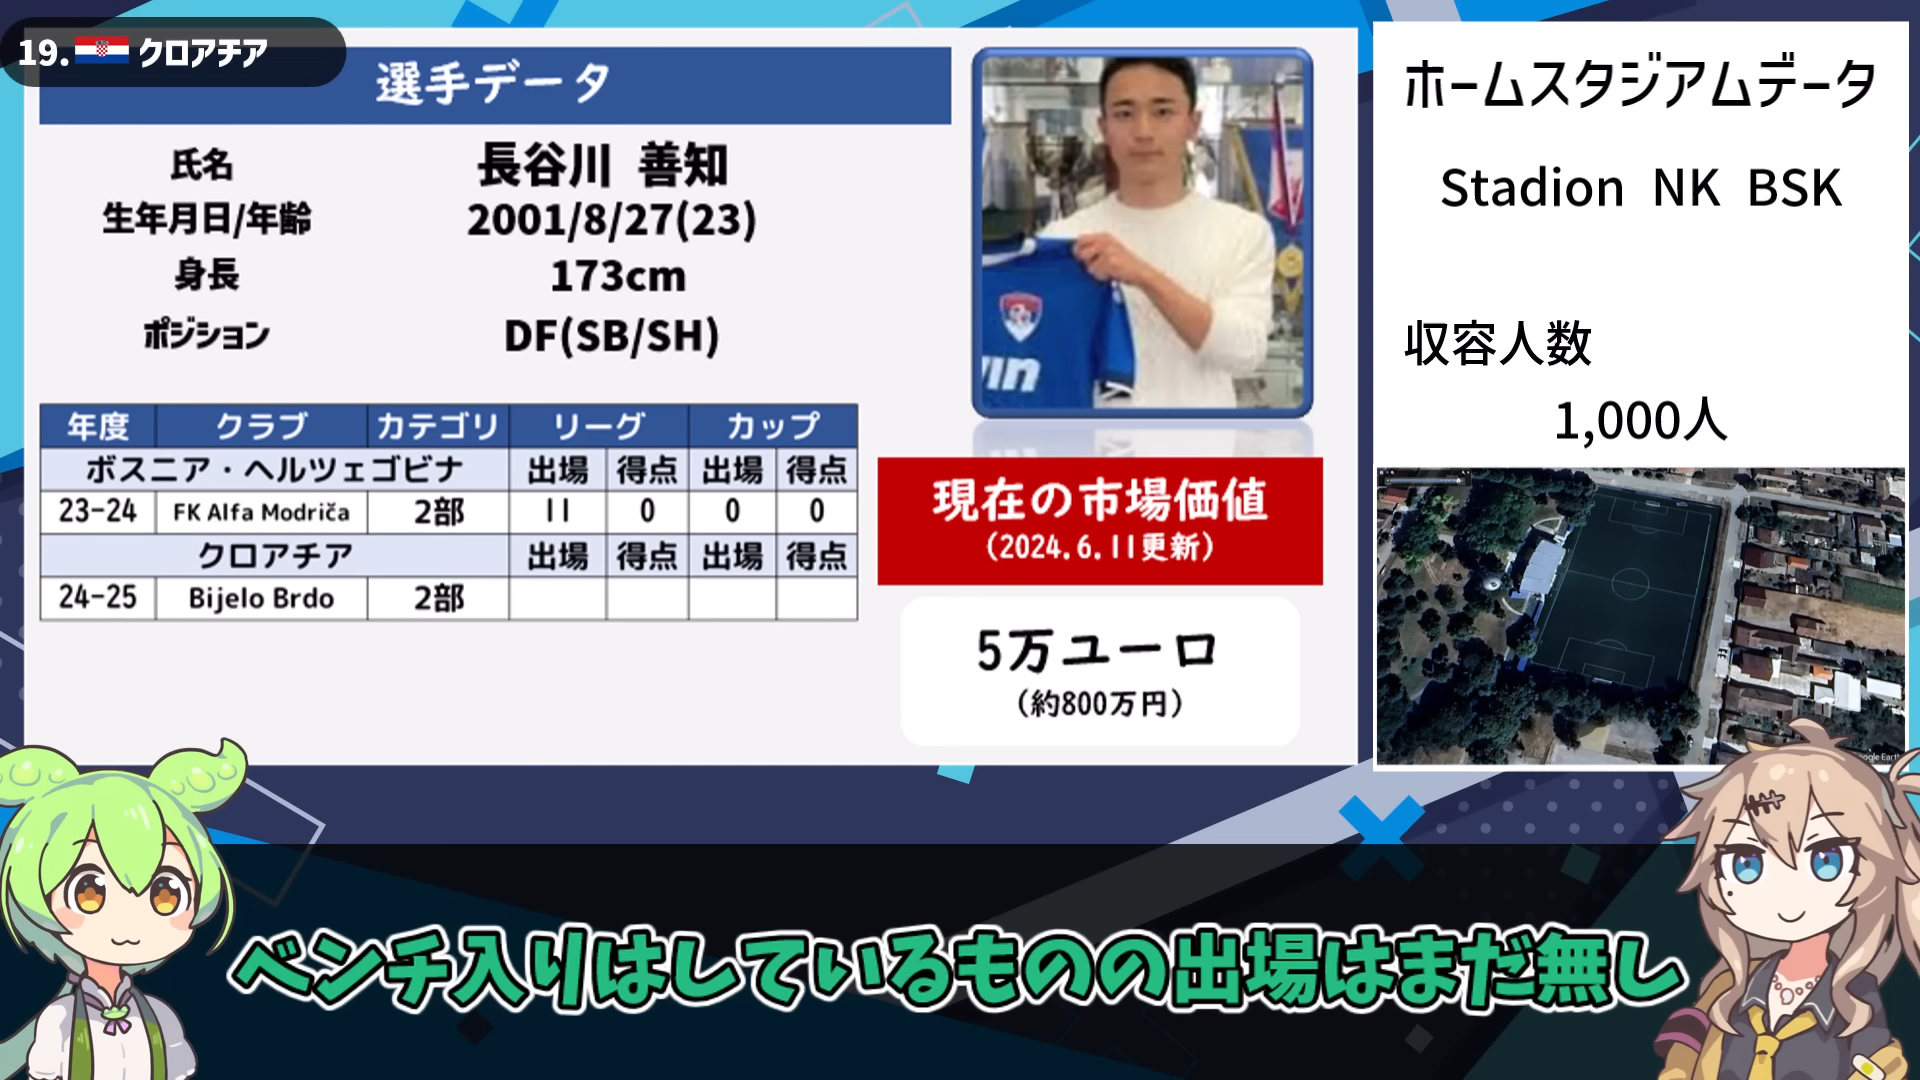 19. クロアチア
選手データ
氏名 長谷川 善知
生年月日/年齢 2001/8/27(23)
身長 173cm
ポジション DF(SB/SH)
年度 クラブ カテゴリ リーグ カップ
ボスニア・ヘルツェゴビナ 出場 得点 出場 得点
23-24 FK Alfa Modriča 2部 11 0 0 0
クロアチア 出場 得点 出場 得点
24-25 Bijelo Brdo 2部
現在の市場価値
(2024.6.11更新)
5万ユーロ
(約800万円)
ホームスタジアムデータ
Stadion NK BSK
収容人数
1,000人
ベンチ入りはしているものの出場はまだ無し